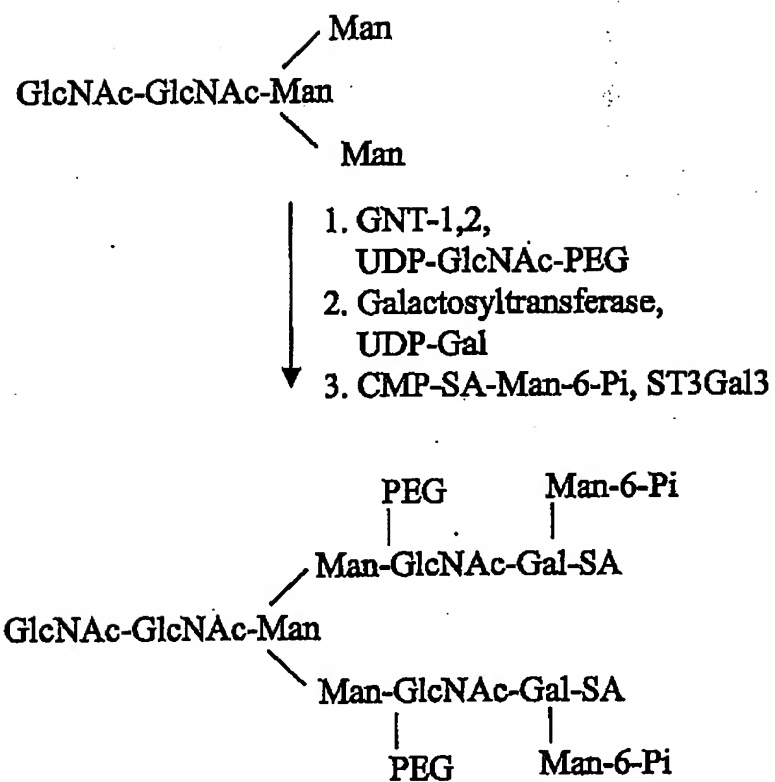 Man
GlcNAc-GlcNAc-Man
Man
1. GNT-1,2,
UDP-GlcNAc-PEG
2. Galactosyltransferase,
UDP-Gal
3. CMP-SA-Man-6-Pi, ST3Gal3
PEG Man-6-Pi
Man-GlcNAc-Gal-SA
GlcNAc-GlcNAc-Man
Man-GlcNAc-Gal-SA
PEG Man-6-Pi